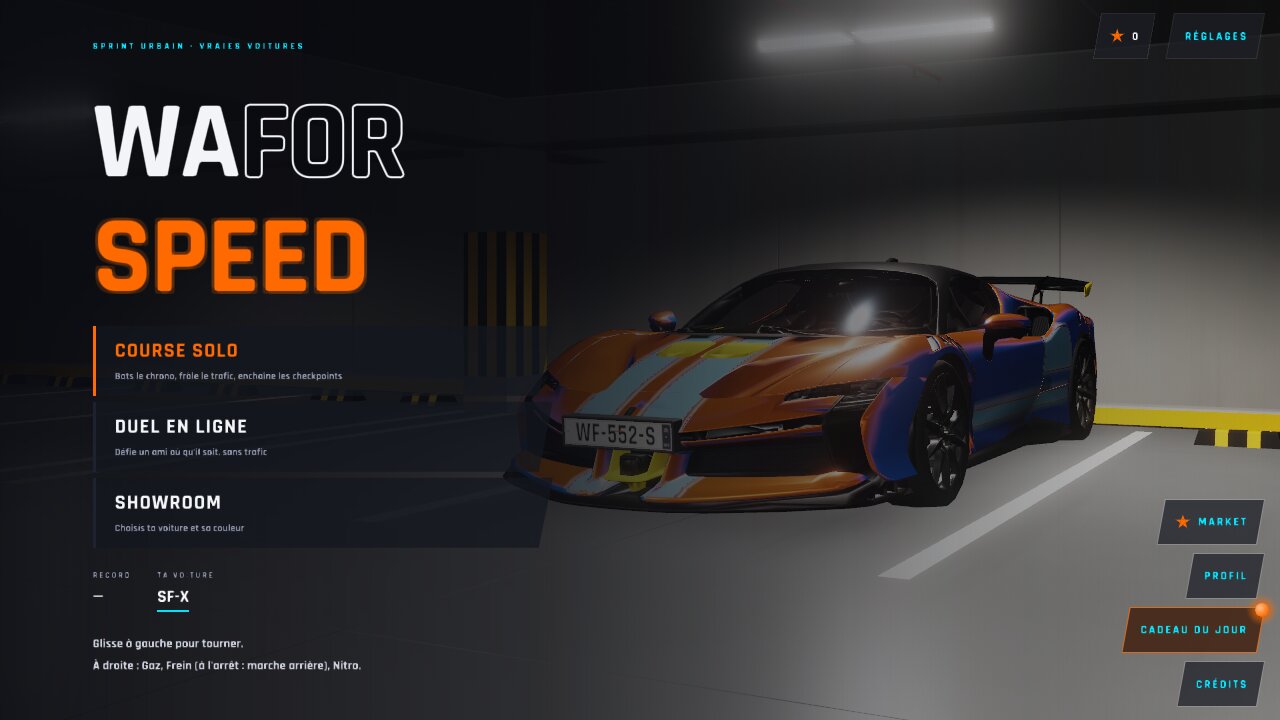 SPRINT URBAIN · VRAIES VOITURES
★ 0
RÉGLAGES
WAFOR
SPEED
COURSE SOLO
Bats le chrono, frôle le trafic, enchaîne les checkpoints
DUEL EN LIGNE
Défie un ami où qu'il soit, sans trafic
SHOWROOM
Choisis ta voiture et sa couleur
WF-552-S
RECORD
—
TA VOITURE
SF-X
Glisse à gauche pour tourner.
À droite : Gaz, Frein (à l'arrêt : marche arrière), Nitro.
★ MARKET
PROFIL
CADEAU DU JOUR
CRÉDITS